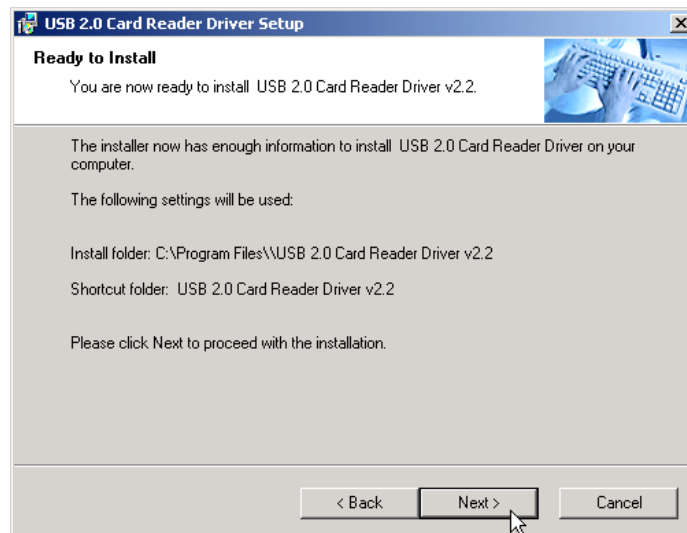 USB 2.0 Card Reader Driver Setup
Ready to Install
You are now ready to install  USB 2.0 Card Reader Driver v2.2.
The installer now has enough information to install  USB 2.0 Card Reader Driver on your
computer.
The following settings will be used:
Install folder: C:\Program Files\\USB 2.0 Card Reader Driver v2.2
Shortcut folder:  USB 2.0 Card Reader Driver v2.2
Please click Next to proceed with the installation.
< Back Next > Cancel